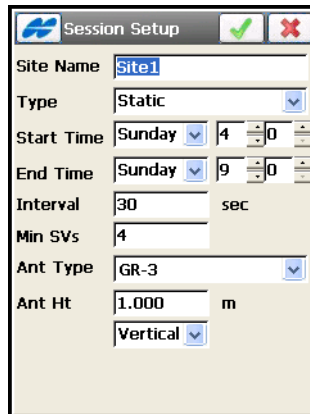 Session Setup
Site Name Site1
Type Static
Start Time Sunday 4 0
End Time Sunday 9 0
Interval 30 sec
Min SVs 4
Ant Type GR-3
Ant Ht 1.000 m
Vertical